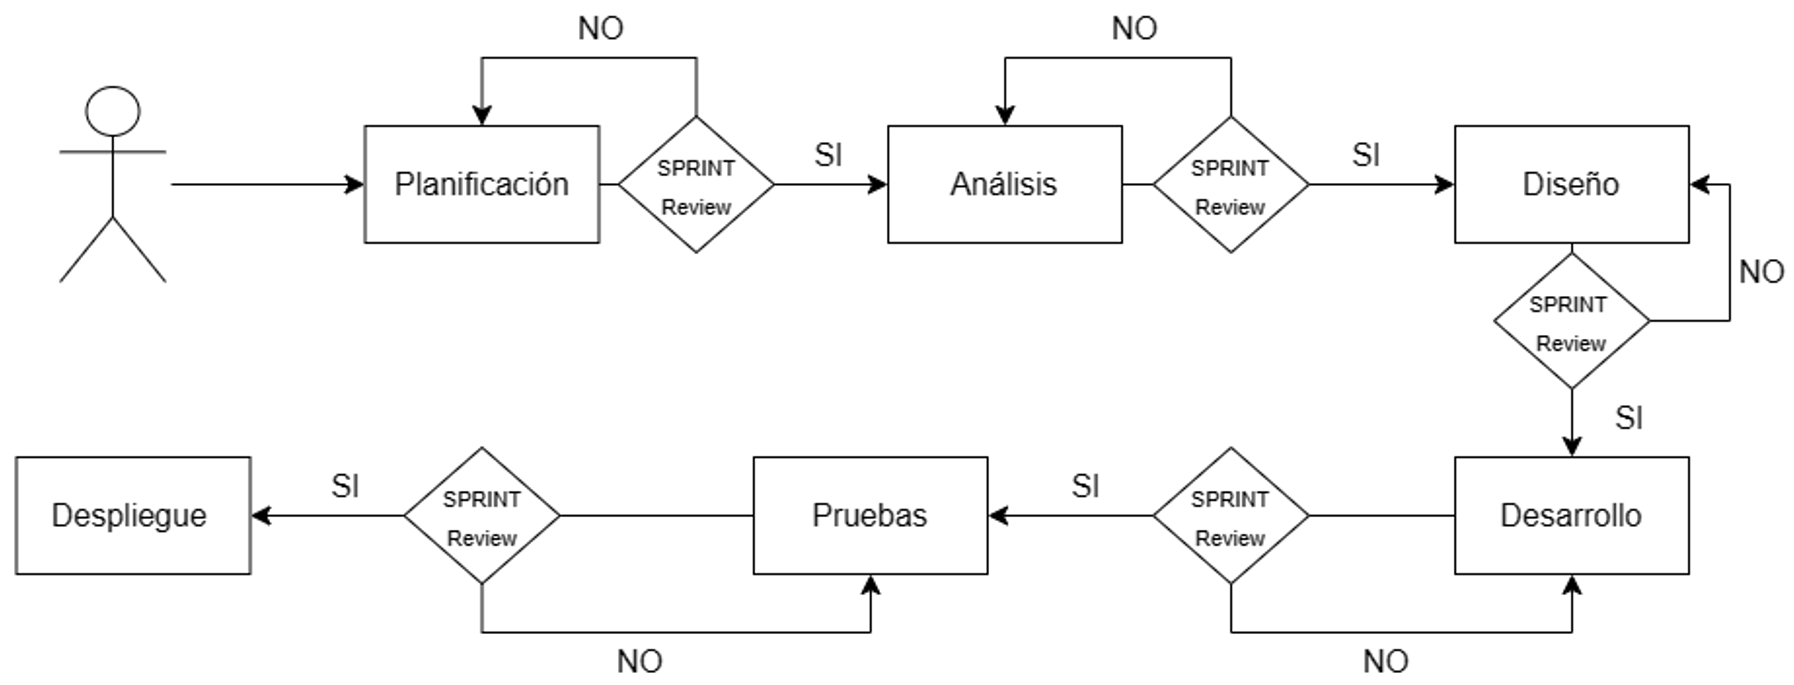 NO
NO
Planificación
SPRINT
Review
SI
Análisis
SPRINT
Review
SI
Diseño
NO
SPRINT
Review
SI
Despliegue
SI
SPRINT
Review
Pruebas
SI
SPRINT
Review
Desarrollo
NO
NO